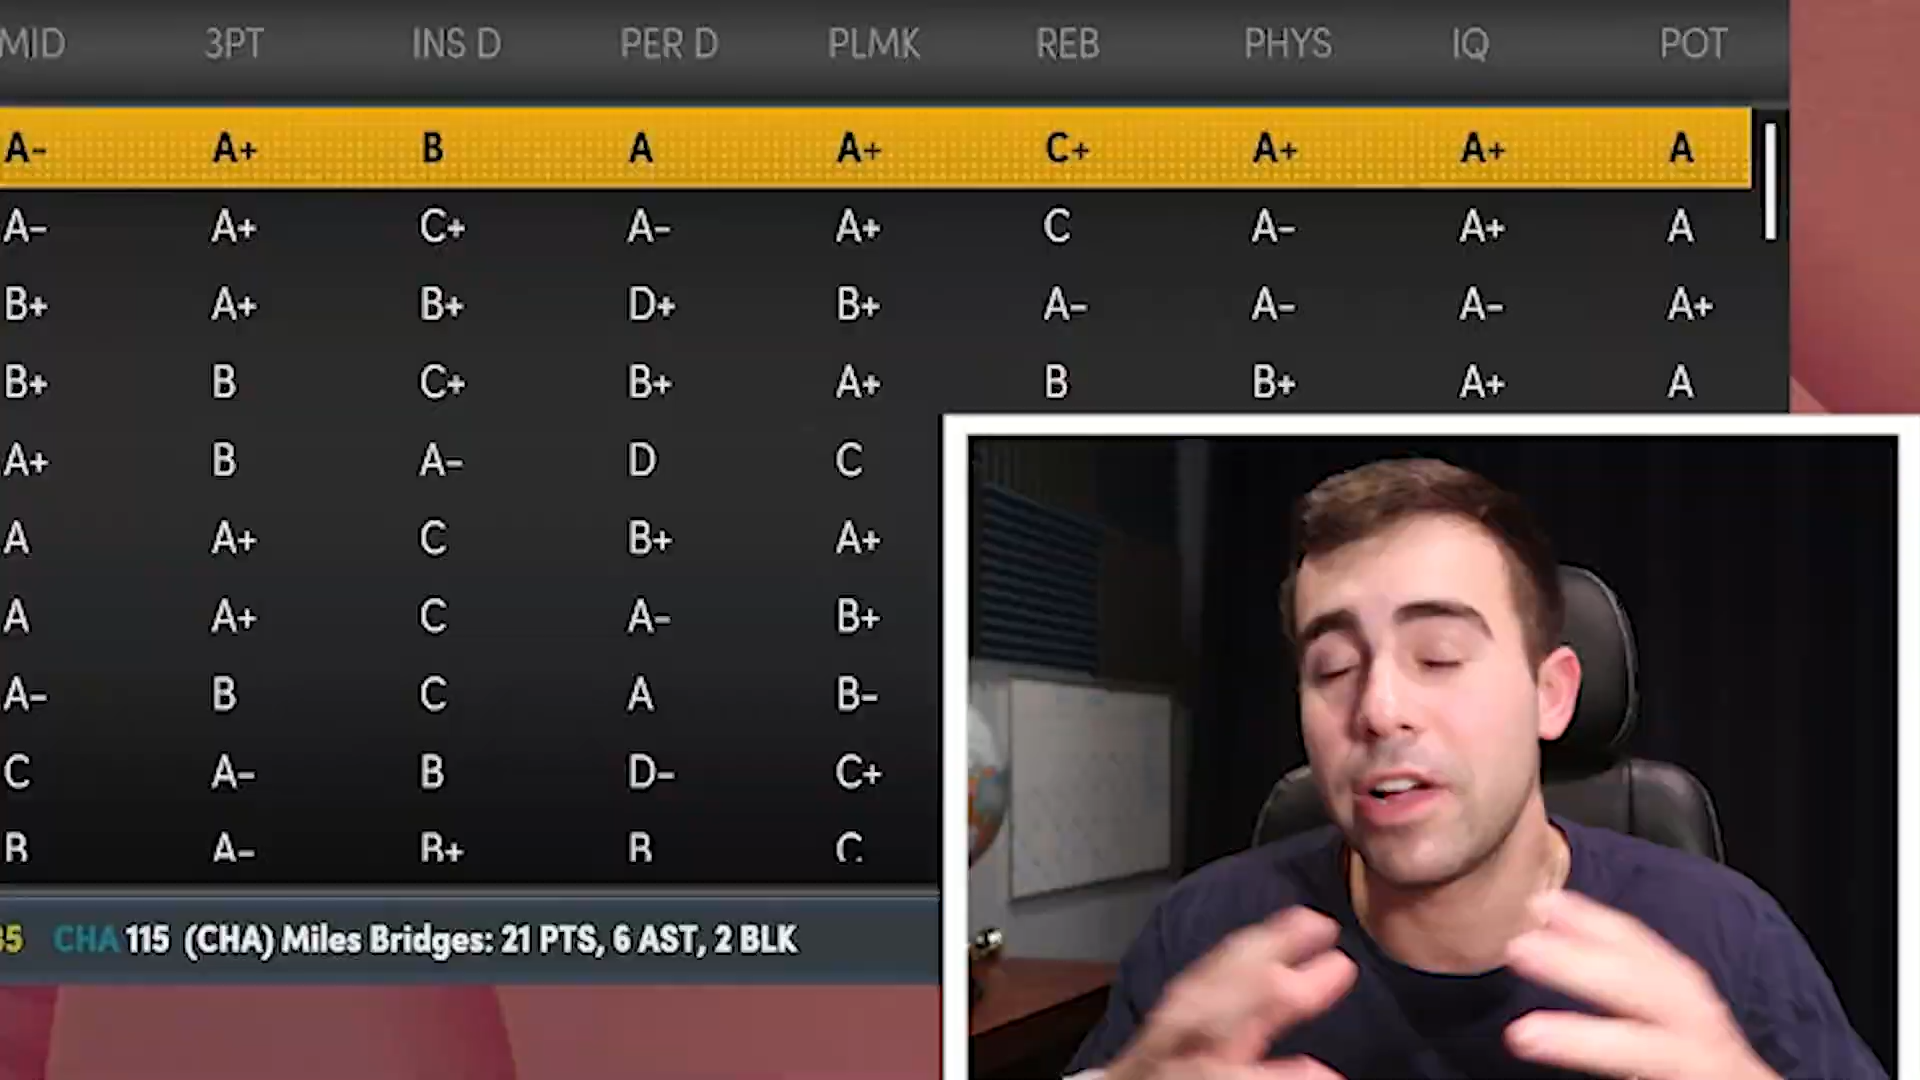 MID 3PT INS D PER D PLMK REB PHYS IQ POT
A- A+ B A A+ C+ A+ A+ A
A- A+ C+ A- A+ C A- A+ A
B+ A+ B+ D+ B+ A- A- A- A+
B+ B C+ B+ A+ B B+ A+ A
A+ B A- D C
A A+ C B+ A+
A A+ C A- B+
A- B C A B-
C A- B D- C+
B A- B+ B C
35 CHA 115 (CHA) Miles Bridges: 21 PTS, 6 AST, 2 BLK